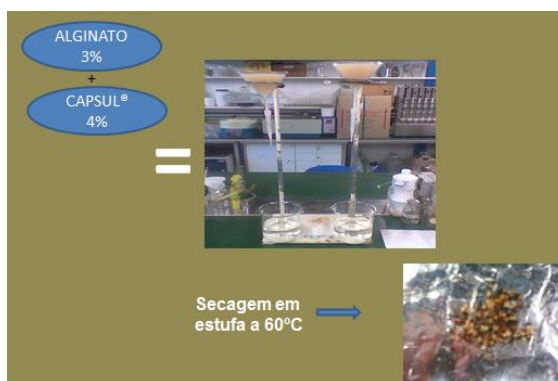 ALGINATO
3%
+
CAPSUL®
4%
=
Secagem em
estufa a 60ºC